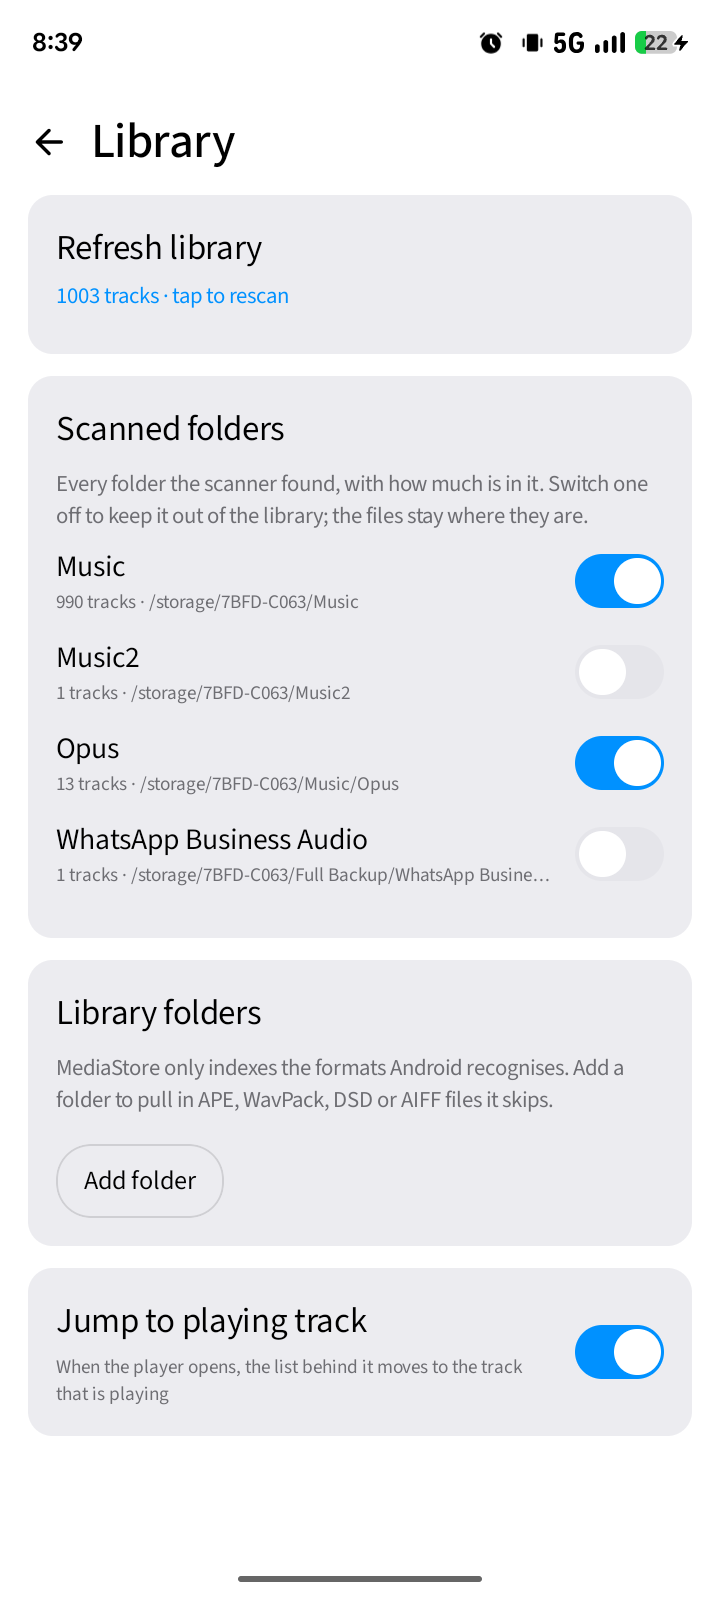 8:39
5G
22
Library
Refresh library
1003 tracks · tap to rescan
Scanned folders
Every folder the scanner found, with how much is in it. Switch one
off to keep it out of the library; the files stay where they are.
Music
990 tracks · /storage/7BFD-C063/Music
Music2
1 tracks · /storage/7BFD-C063/Music2
Opus
13 tracks · /storage/7BFD-C063/Music/Opus
WhatsApp Business Audio
1 tracks · /storage/7BFD-C063/Full Backup/WhatsApp Busine…
Library folders
MediaStore only indexes the formats Android recognises. Add a
folder to pull in APE, WavPack, DSD or AIFF files it skips.
Add folder
Jump to playing track
When the player opens, the list behind it moves to the track
that is playing